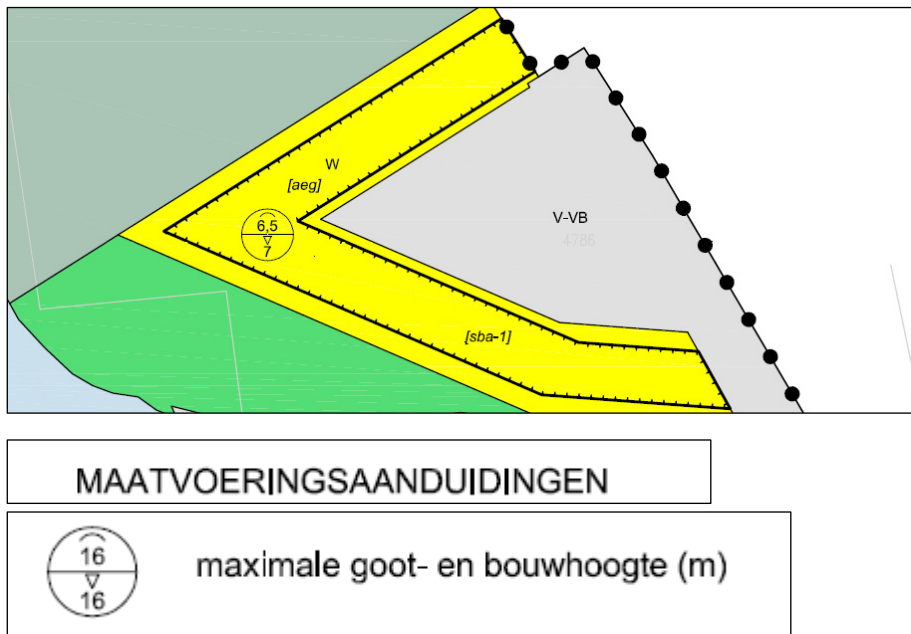 W
[aeg]
6,5
7
V-VB
4786
[sba-1]
MAATVOERINGSAANDUIDINGEN
16
16
maximale goot- en bouwhoogte (m)